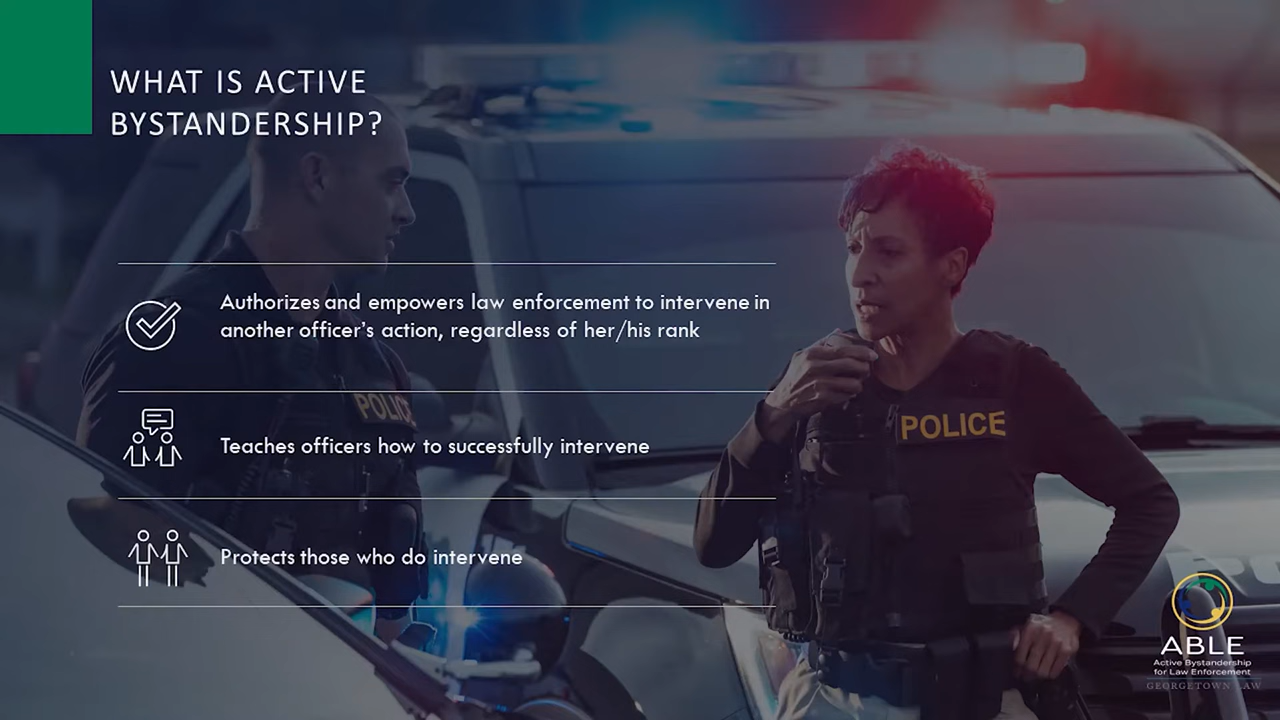 WHAT IS ACTIVE
BYSTANDERSHIP?
Authorizes and empowers law enforcement to intervene in
another officer's action, regardless of her/his rank
Teaches officers how to successfully intervene
Protects those who do intervene
POLICE
POLICE
ABLE
Active Bystandership
for Law Enforcement
GEORGETOWN LAW